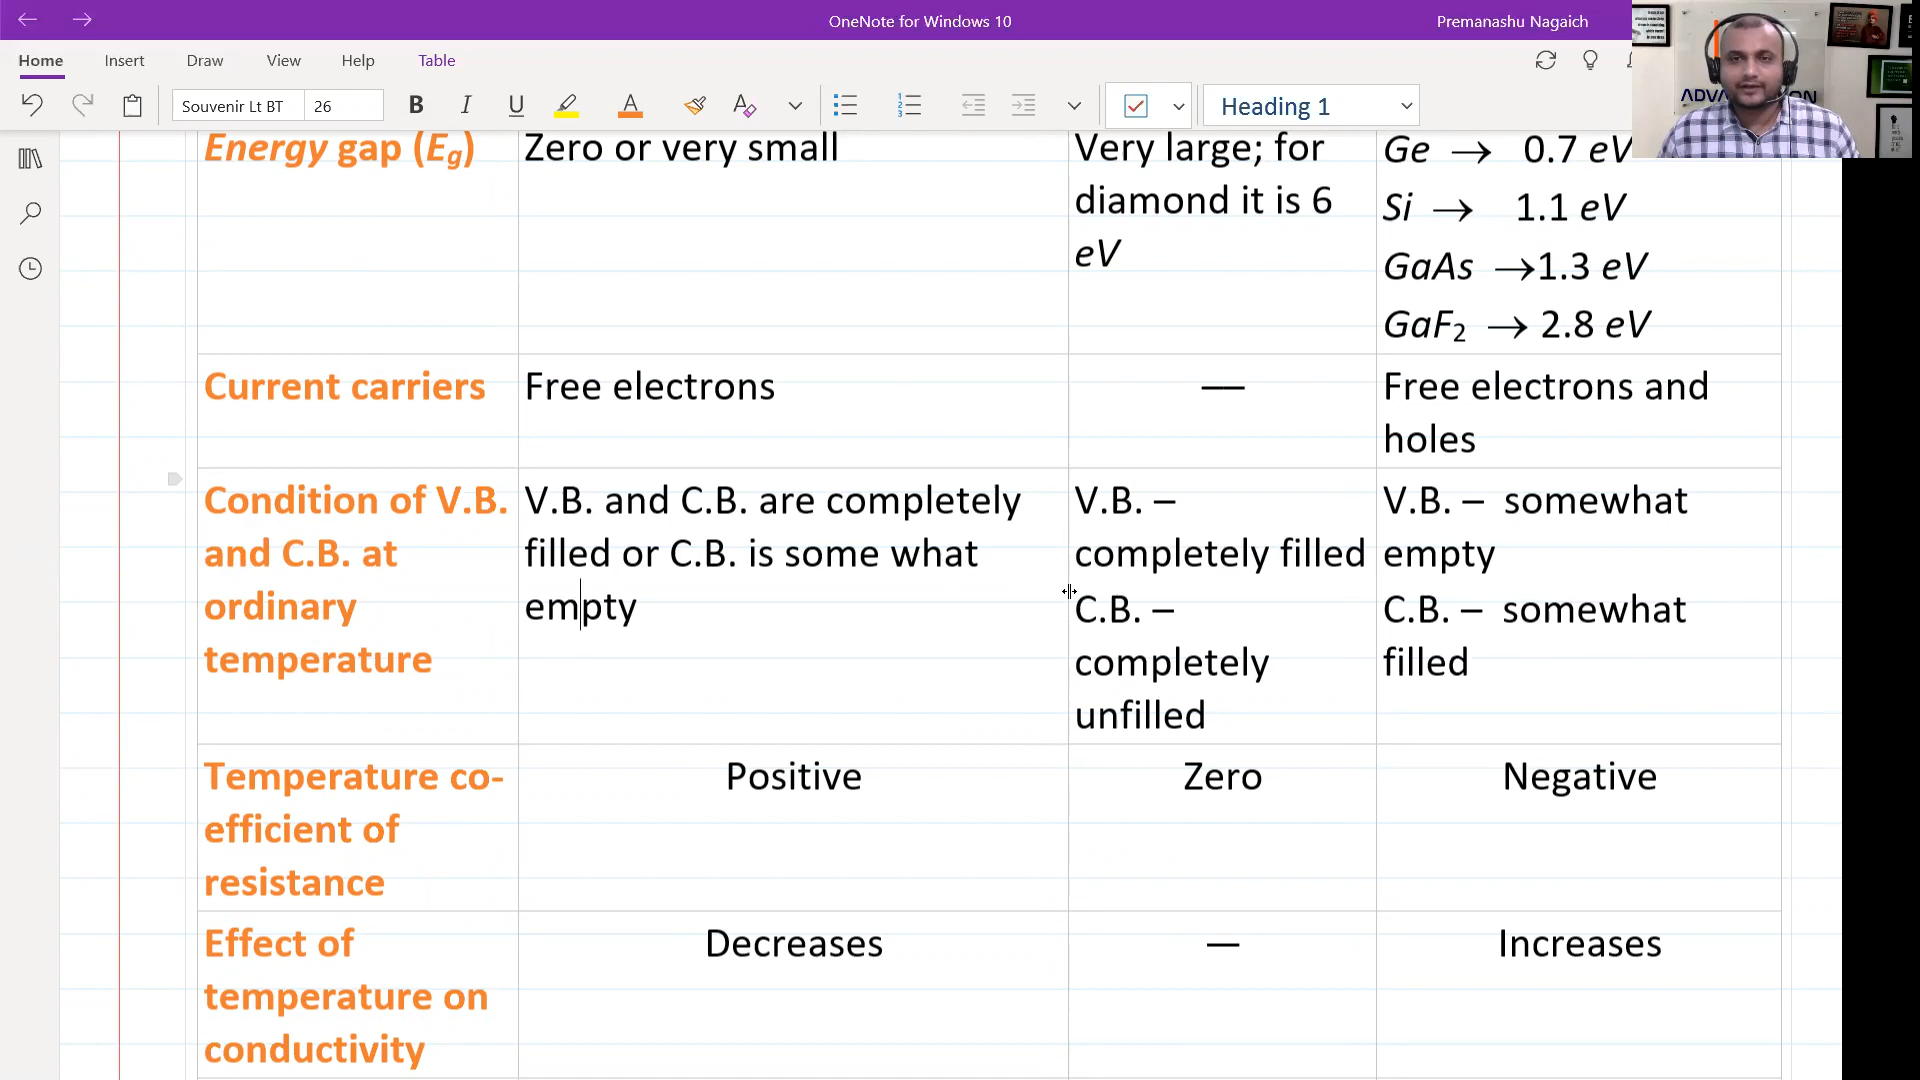 OneNote for Windows 10
Premanashu Nagaich
Home
Insert
Draw
View
Help
Table
Souvenir Lt BT
26
B
I
U
A
A
Heading 1
ADVA
ON
Energy gap (Eg)
Zero or very small
Very large; for
diamond it is 6
eV
Ge → 0.7 eV
Si → 1.1 eV
GaAs →1.3 eV
GaF₂ → 2.8 eV
Current carriers
Free electrons
—
Free electrons and
holes
Condition of V.B.
and C.B. at
ordinary
temperature
V.B. and C.B. are completely
filled or C.B. is some what
empty
V.B. –
completely filled
C.B. –
completely
unfilled
V.B. – somewhat
empty
C.B. – somewhat
filled
Temperature co-
efficient of
resistance
Positive
Zero
Negative
Effect of
temperature on
conductivity
Decreases
—
Increases